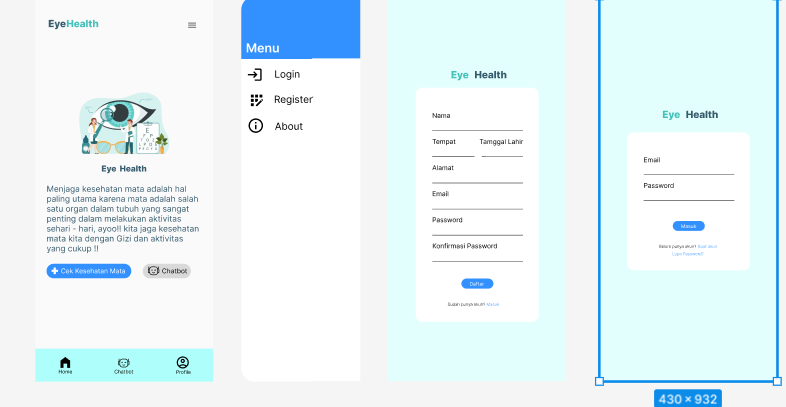 EyeHealth
Eye Health
Menjaga kesehatan mata adalah hal
paling utama karena mata adalah salah
satu organ dalam tubuh yang sangat
penting dalam melakukan aktivitas
sehari - hari, ayoo!! kita jaga kesehatan
mata kita dengan Gizi dan aktivitas
yang cukup !!
Cek Kesehatan Mata
Chatbot
Home
Chatbot
Profile
Menu
Login
Register
About
Eye Health
Nama
Tempat
Tamggal Lahir
Alamat
Email
Password
Konfirmasi Password
Daftar
Sudah punya akun? Masuk
Eye Health
Email
Password
Masuk
Belum punya akun? Buat akun
Lupa Password?
430 × 932